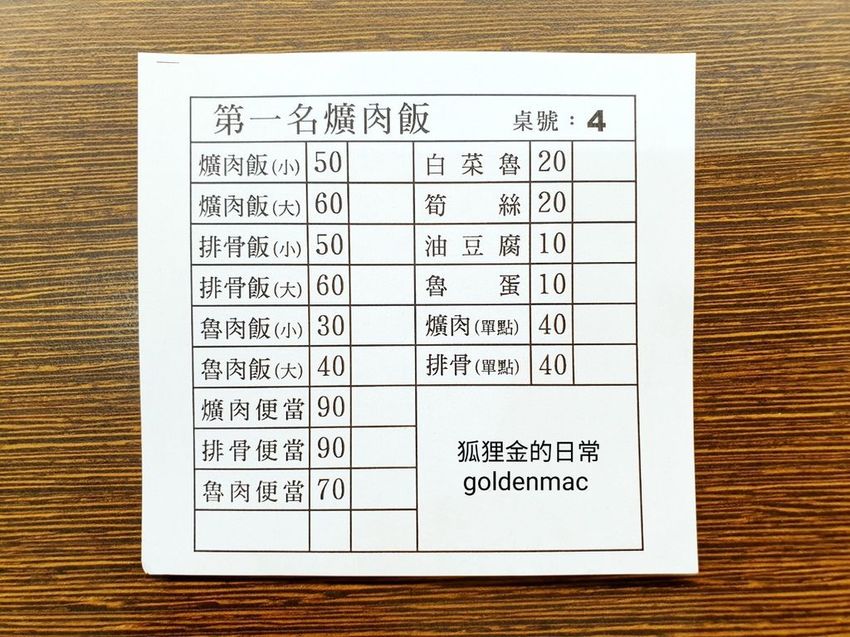 第一名爌肉飯 桌號：4
爌肉飯(小) 50 白菜魯 20
爌肉飯(大) 60 筍絲 20
排骨飯(小) 50 油豆腐 10
排骨飯(大) 60 魯蛋 10
魯肉飯(小) 30 爌肉(單點) 40
魯肉飯(大) 40 排骨(單點) 40
爌肉便當 90
排骨便當 90
魯肉便當 70
狐狸金的日常
goldenmac